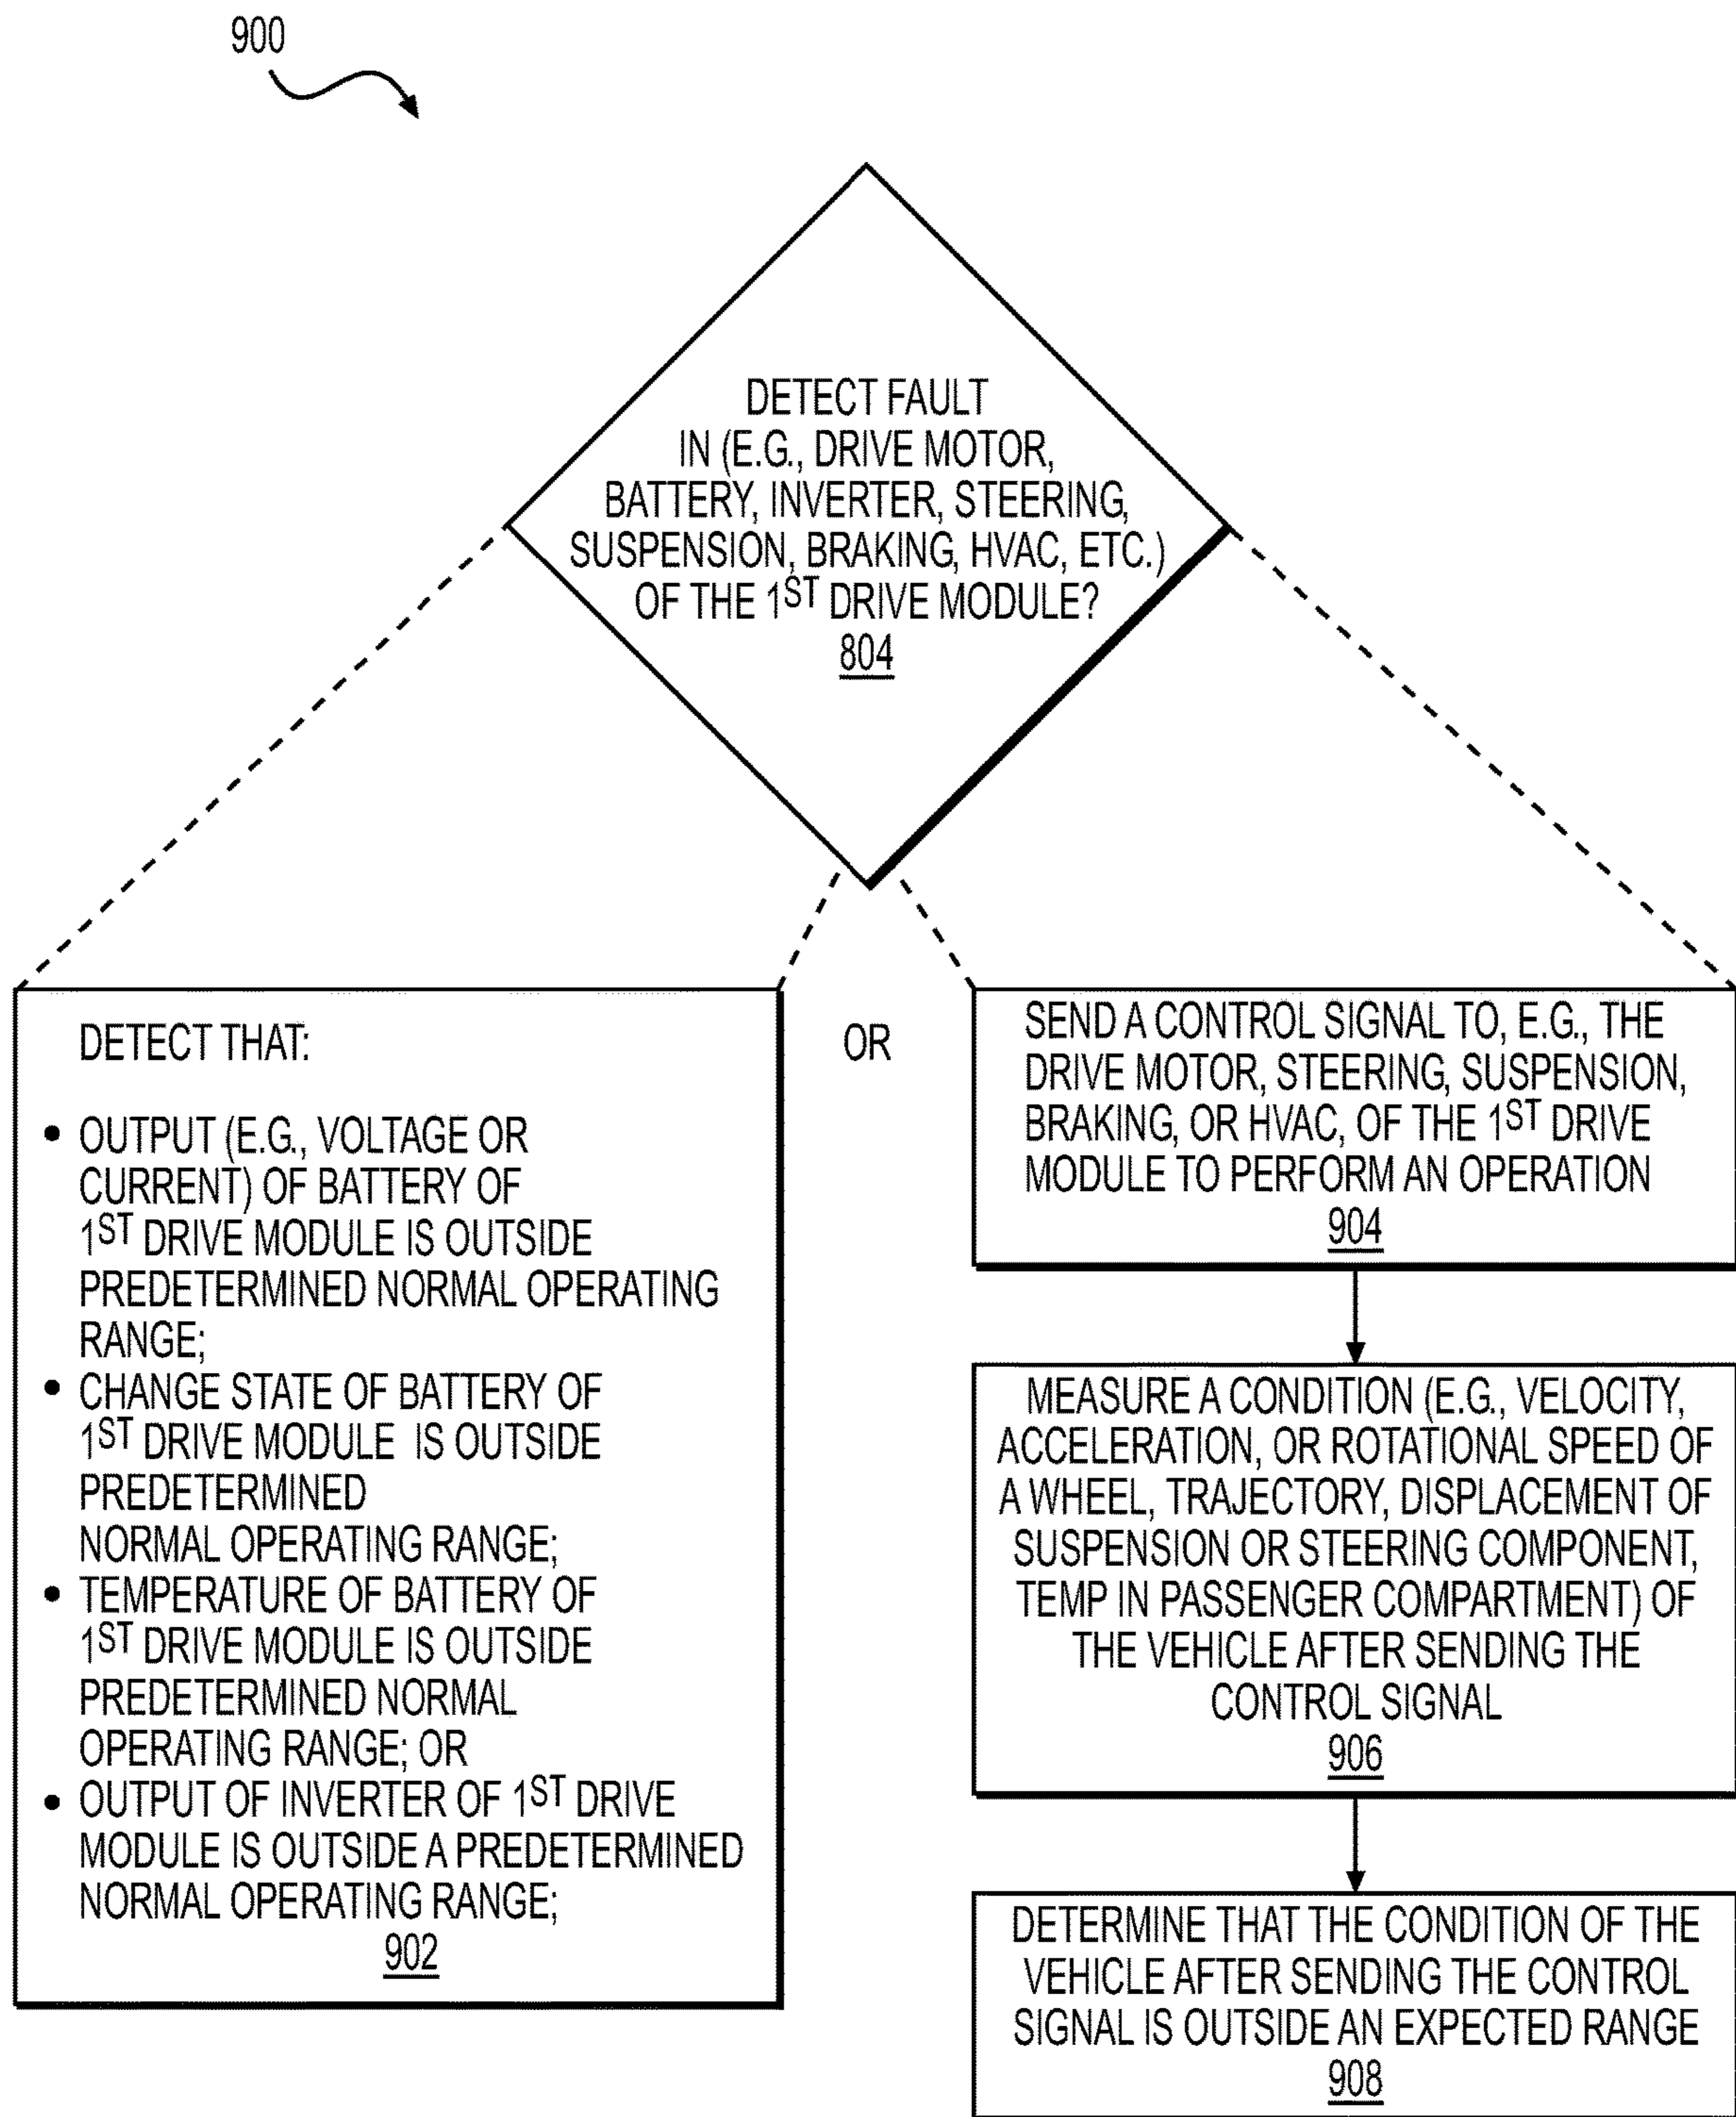 900
DETECT FAULT
IN (E.G., DRIVE MOTOR,
BATTERY, INVERTER, STEERING,
SUSPENSION, BRAKING, HVAC, ETC.)
OF THE 1ST DRIVE MODULE?
804
DETECT THAT:
• OUTPUT (E.G., VOLTAGE OR
CURRENT) OF BATTERY OF
1ST DRIVE MODULE IS OUTSIDE
PREDETERMINED NORMAL OPERATING
RANGE;
• CHANGE STATE OF BATTERY OF
1ST DRIVE MODULE IS OUTSIDE
PREDETERMINED
NORMAL OPERATING RANGE;
• TEMPERATURE OF BATTERY OF
1ST DRIVE MODULE IS OUTSIDE
PREDETERMINED NORMAL
OPERATING RANGE; OR
• OUTPUT OF INVERTER OF 1ST DRIVE
MODULE IS OUTSIDE A PREDETERMINED
NORMAL OPERATING RANGE;
902
OR
SEND A CONTROL SIGNAL TO, E.G., THE
DRIVE MOTOR, STEERING, SUSPENSION,
BRAKING, OR HVAC, OF THE 1ST DRIVE
MODULE TO PERFORM AN OPERATION
904
MEASURE A CONDITION (E.G., VELOCITY,
ACCELERATION, OR ROTATIONAL SPEED OF
A WHEEL, TRAJECTORY, DISPLACEMENT OF
SUSPENSION OR STEERING COMPONENT,
TEMP IN PASSENGER COMPARTMENT) OF
THE VEHICLE AFTER SENDING THE
CONTROL SIGNAL
906
DETERMINE THAT THE CONDITION OF THE
VEHICLE AFTER SENDING THE CONTROL
SIGNAL IS OUTSIDE AN EXPECTED RANGE
908